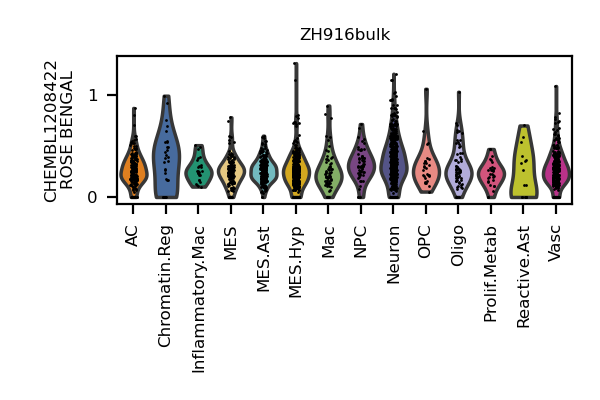 ZH916bulk
CHEMBL1208422
ROSE BENGAL
1
0
AC
Chromatin.Reg
Inflammatory.Mac
MES
MES.Ast
MES.Hyp
Mac
NPC
Neuron
OPC
Oligo
Prolif.Metab
Reactive.Ast
Vasc